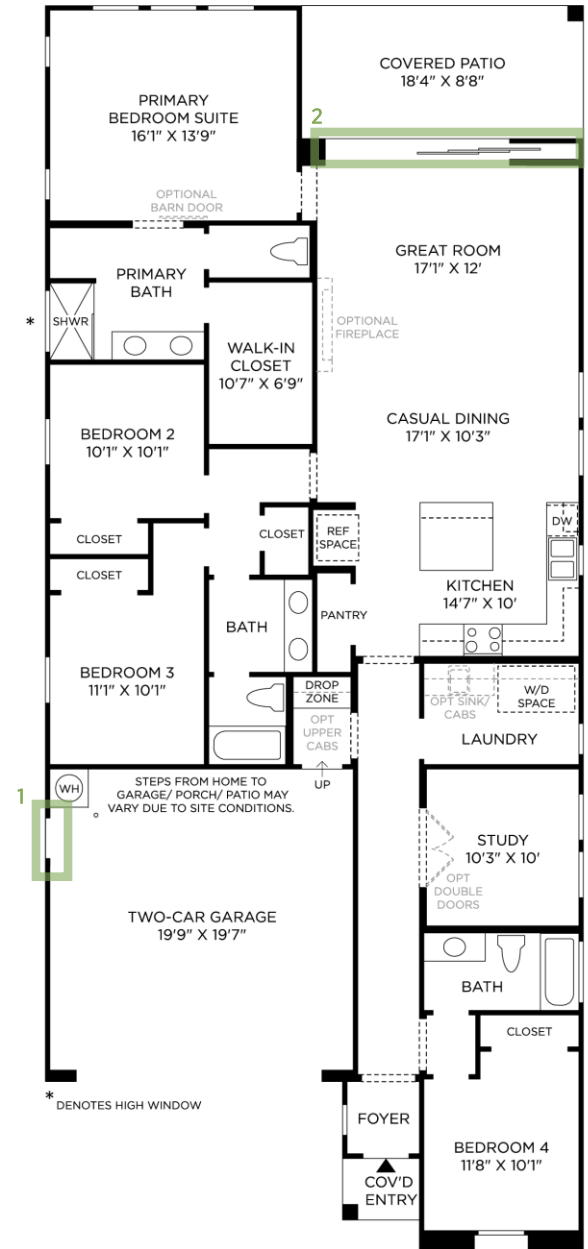 COVERED PATIO
18'4" X 8'8"
PRIMARY
BEDROOM SUITE
16'1" X 13'9"
2
OPTIONAL
BARN DOOR
GREAT ROOM
17'1" X 12'
PRIMARY
BATH
*
SHWR
OPTIONAL
FIREPLACE
WALK-IN
CLOSET
10'7" X 6'9"
CASUAL DINING
17'1" X 10'3"
BEDROOM 2
10'1" X 10'1"
CLOSET
CLOSET
REF
SPACE
DW
CLOSET
KITCHEN
14'7" X 10'
BATH
PANTRY
BEDROOM 3
11'1" X 10'1"
DROP
ZONE
OPT
UPPER
CABS
UP
OPT SINK/
CABS
W/D
SPACE
LAUNDRY
1
WH
STEPS FROM HOME TO
GARAGE/ PORCH/ PATIO MAY
VARY DUE TO SITE CONDITIONS.
STUDY
10'3" X 10'
OPT
DOUBLE
DOORS
TWO-CAR GARAGE
19'9" X 19'7"
BATH
CLOSET
* DENOTES HIGH WINDOW
FOYER
BEDROOM 4
11'8" X 10'1"
COV'D
ENTRY